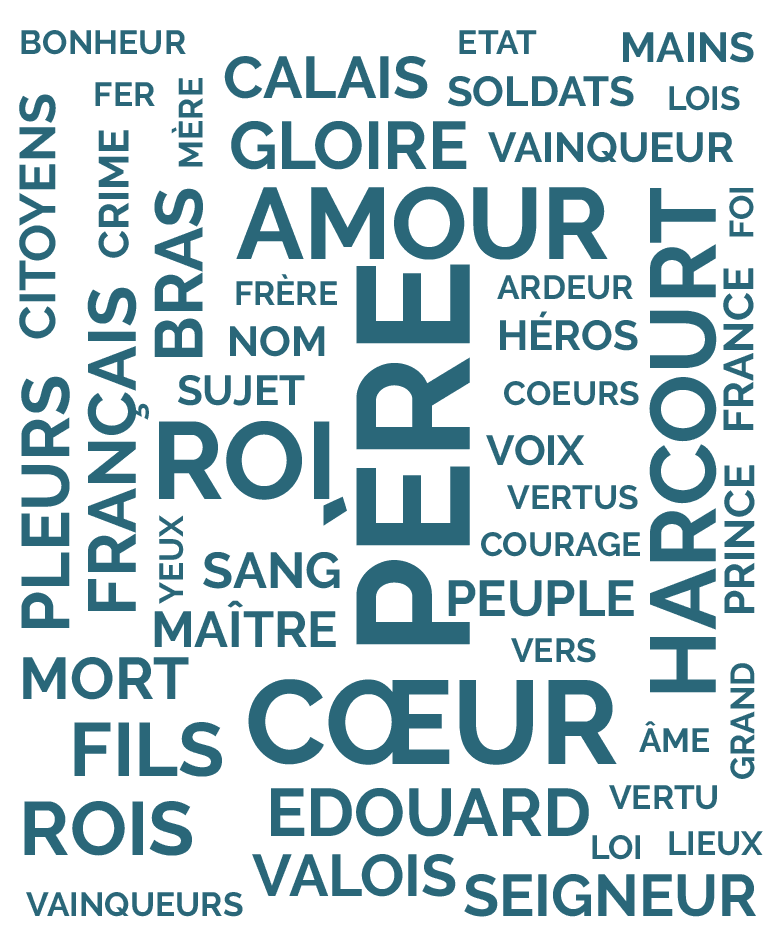 BONHEUR
ETAT
MAINS
CALAIS
FER
MÈRE
SOLDATS
LOIS
CITOYENS
CRIME
GLOIRE
VAINQUEUR
BRAS
AMOUR
HARCOURT
FOI
FRANÇAIS
FRÈRE
PÈRE
ARDEUR
FRANCE
NOM
HÉROS
PLEURS
SUJET
COEURS
ROI
VOIX
VERTUS
PRINCE
YEUX
SANG
COURAGE
PEUPLE
MAÎTRE
VERS
MORT
CŒUR
GRAND
FILS
ÂME
EDOUARD
VERTU
ROIS
LOI
LIEUX
VALOIS
SEIGNEUR
VAINQUEURS